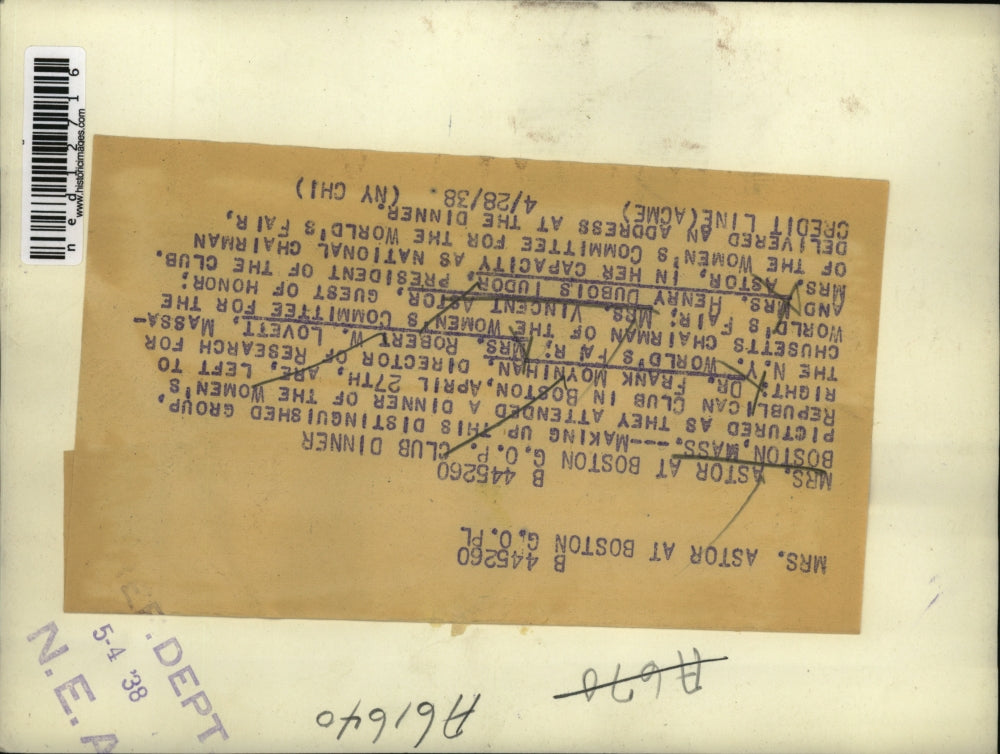 A670
A61640
B 445260
MRS. ASTOR AT BOSTON G.O.PL
B 445260
MRS. ASTOR AT BOSTON G.O.P. CLUB DINNER
BOSTON, MASS.---MAKING UP THIS DISTINGUISHED GROUP,
PICTURED AS THEY ATTENDED A DINNER OF THE WOMEN'S
REPUBLICAN CLUB IN BOSTON,APRIL 27TH, ARE, LEFT TO
RIGHT: DR. FRANK MOYNIHAN, DIRECTOR OF RESEARCH FOR
THE N.Y. WORLD'S FAIR; MRS. ROBERT W. LOVETT, MASSA-
CHUSETTS CHAIRMAN OF THE WOMEN'S COMMITTEE FOR THE
WORLD'S FAIR; MRS. VINCENT ASTOR, GUEST OF HONOR;
AND MRS. HENRY DUBOIS TUDOR, PRESIDENT OF THE CLUB.
MRS. ASTOR, IN HER CAPACITY AS NATIONAL CHAIRMAN
OF THE WOMEN'S COMMITTEE FOR THE WORLD'S FAIR,
DELIVERED AN ADDRESS AT THE DINNER.
CREDIT LINE(ACME) 4/28/38. (NY CHI)
DEPT.
5-4 '38
N.E.A
ned12716
www.historicimages.com